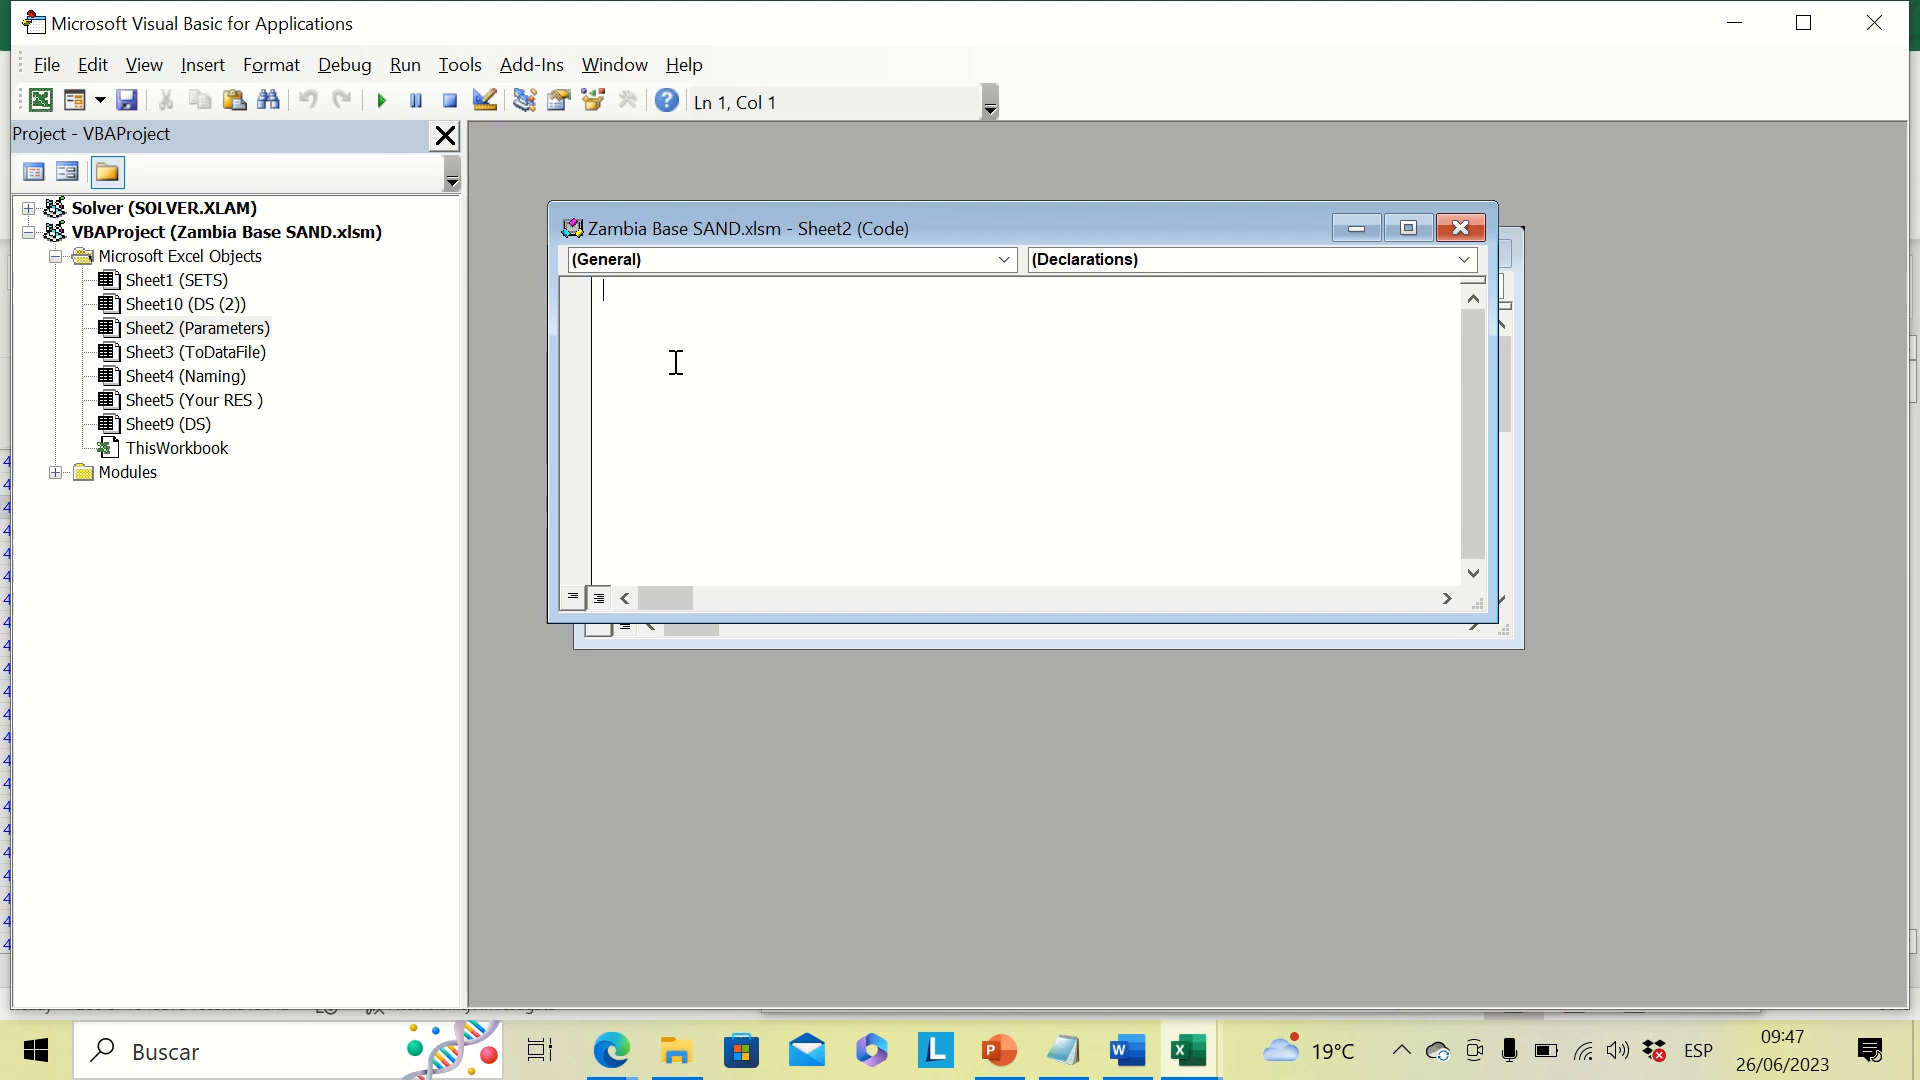 Microsoft Visual Basic for Applications
File Edit View Insert Format Debug Run Tools Add-Ins Window Help
Ln 1, Col 1
Project - VBAProject
Solver (SOLVER.XLAM)
VBAProject (Zambia Base SAND.xlsm)
Microsoft Excel Objects
Sheet1 (SETS)
Sheet10 (DS (2))
Sheet2 (Parameters)
Sheet3 (ToDataFile)
Sheet4 (Naming)
Sheet5 (Your RES )
Sheet9 (DS)
ThisWorkbook
Modules
Zambia Base SAND.xlsm - Sheet2 (Code)
(General) (Declarations)
Buscar
L
P
W
X
19°C
ESP
09:47
26/06/2023